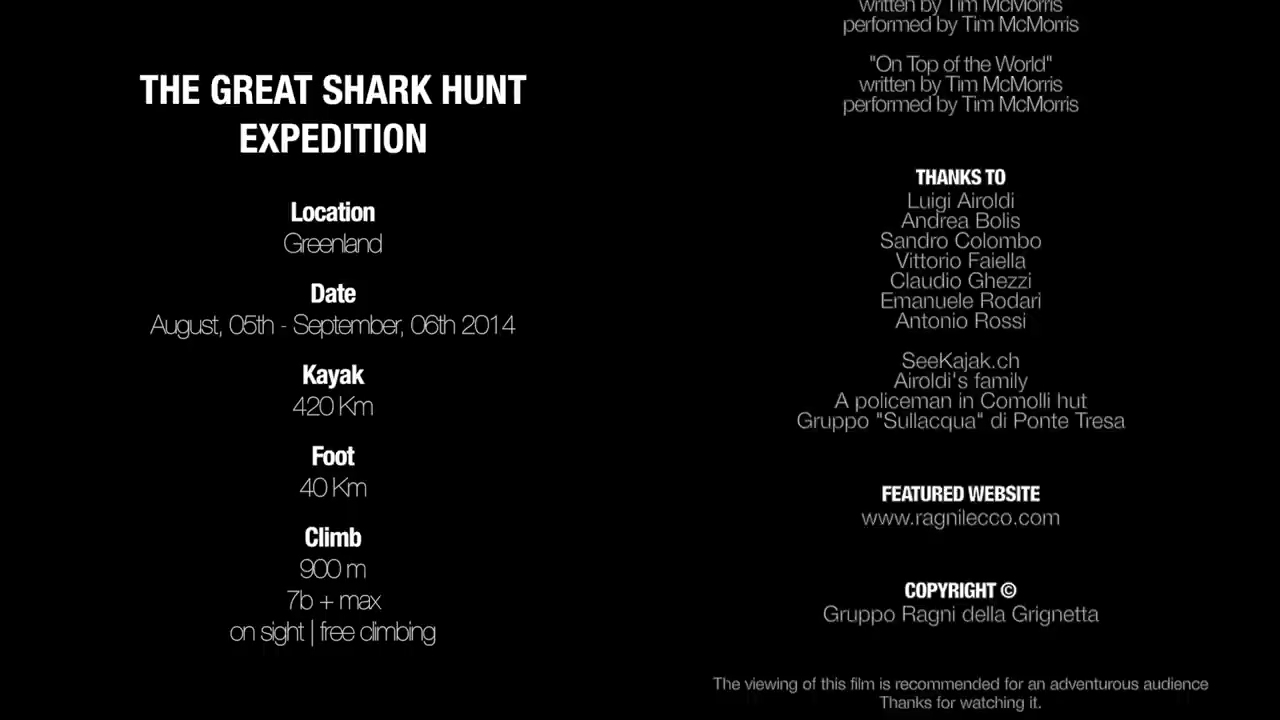 THE GREAT SHARK HUNT
EXPEDITION
Location
Greenland
Date
August, 05th - September, 06th 2014
Kayak
420 Km
Foot
40 Km
Climb
900 m
7b + max
on sight | free climbing
written by Tim McMorris
performed by Tim McMorris
"On Top of the World"
written by Tim McMorris
performed by Tim McMorris
THANKS TO
Luigi Airoldi
Andrea Bolis
Sandro Colombo
Vittorio Faiella
Claudio Ghezzi
Emanuele Rodari
Antonio Rossi
SeeKajak.ch
Airoldi's family
A policeman in Comolli hut
Gruppo "Sullacqua" di Ponte Tresa
FEATURED WEBSITE
www.ragnilecco.com
COPYRIGHT ©
Gruppo Ragni della Grignetta
The viewing of this film is recommended for an adventurous audience
Thanks for watching it.